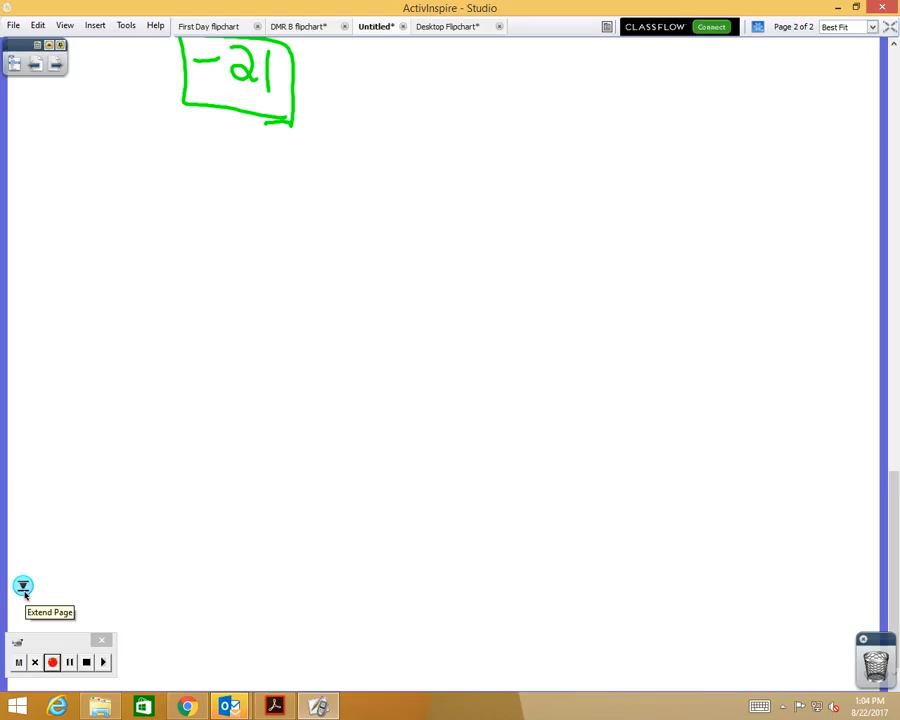 ActivInspire - Studio
File Edit View Insert Tools Help First Day flipchart DMR B flipchart* Untitled* Desktop Flipchart* CLASSFLOW Connect Page 2 of 2 Best Fit
-21
Extend Page
M
1:04 PM
8/22/2017